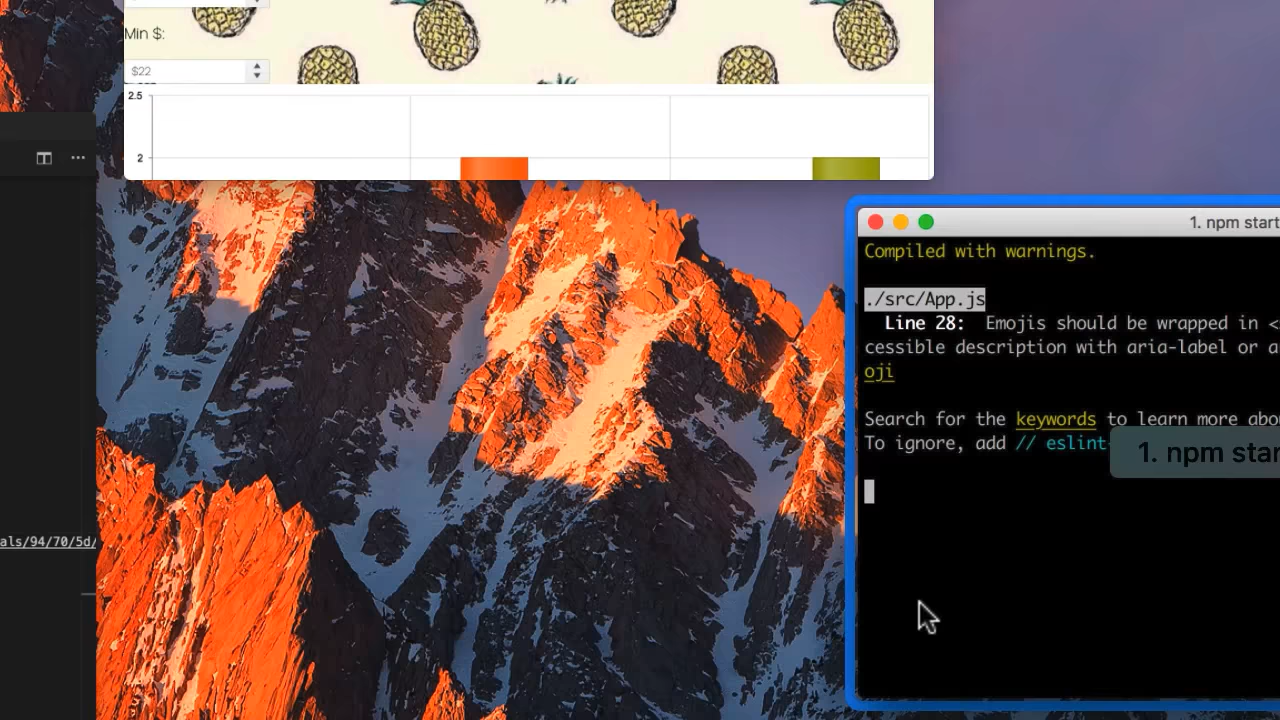 Min $:
$22
2.5
2
als/94/70/5d/
1. npm start
Compiled with warnings.
./src/App.js
Line 28: Emojis should be wrapped in <
cessible description with aria-label or a
oji
Search for the keywords to learn more abo
To ignore, add // eslint
1. npm star